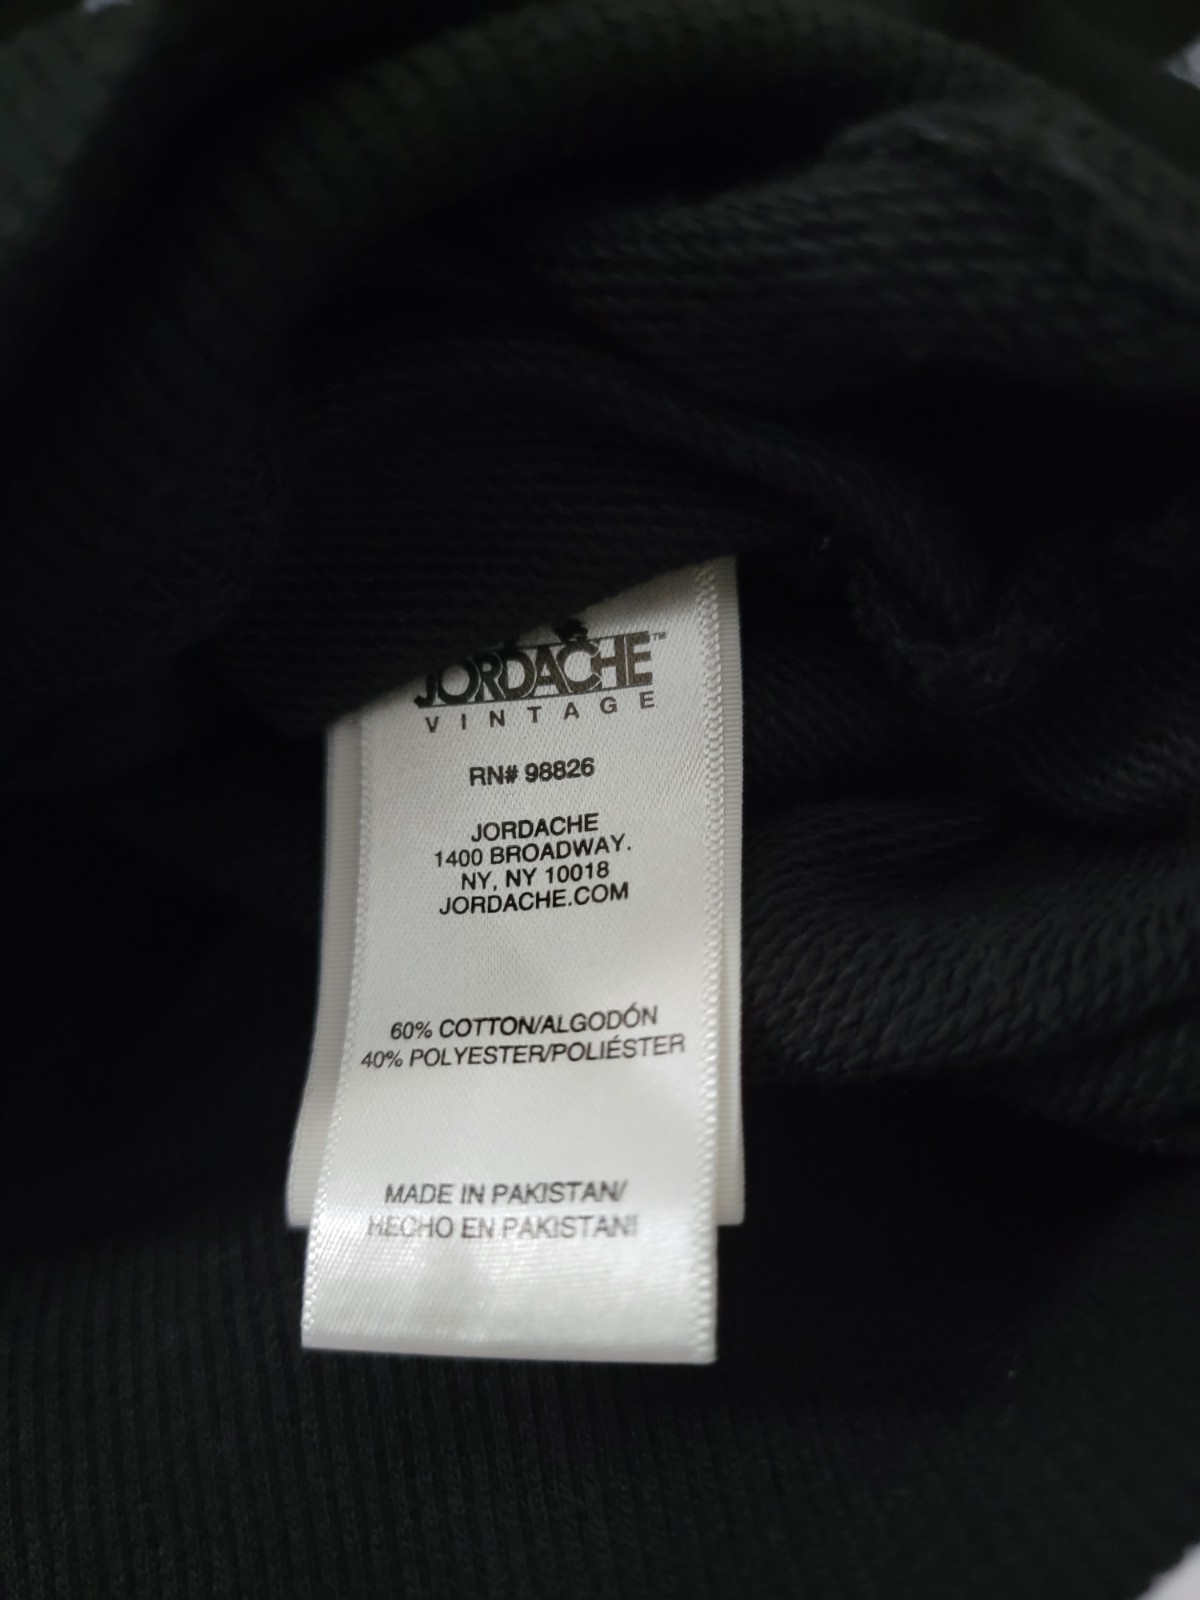 JORDACHE™
VINTAGE
RN# 98826
JORDACHE
1400 BROADWAY.
NY, NY 10018
JORDACHE.COM
60% COTTON/ALGODÓN
40% POLYESTER/POLIÉSTER
MADE IN PAKISTAN/
HECHO EN PAKISTANI